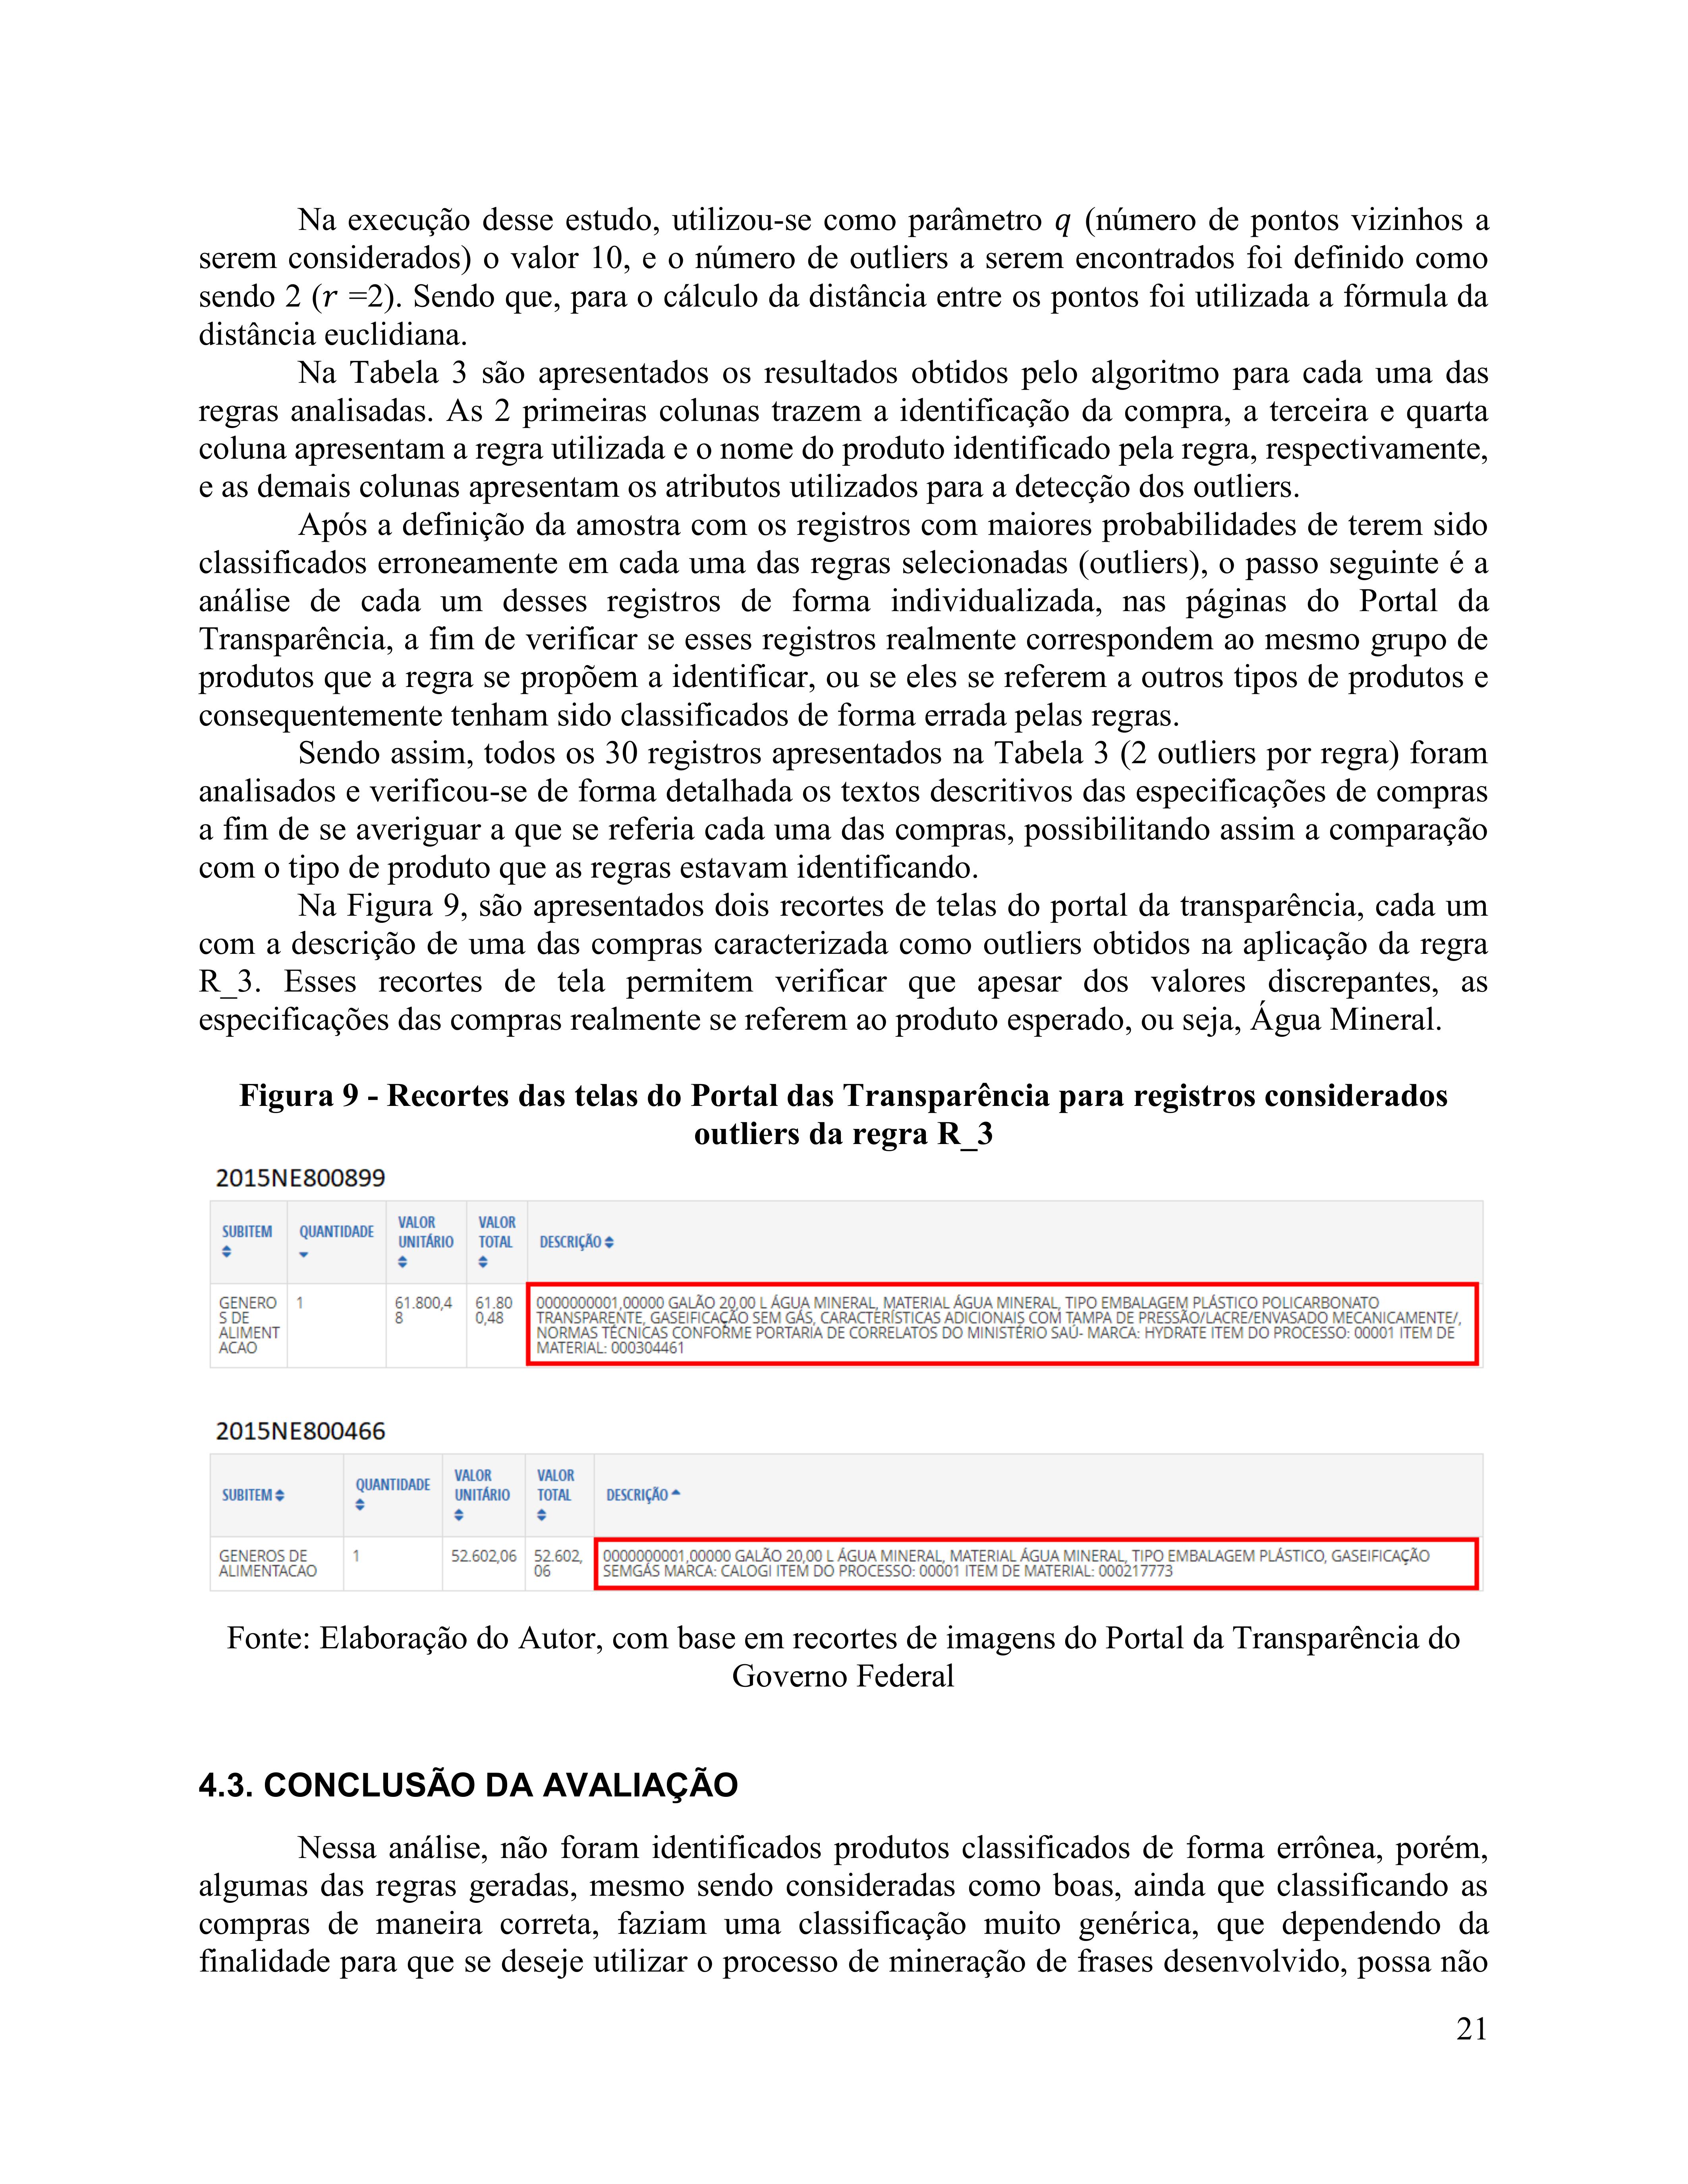 Na execução desse estudo, utilizou-se como parâmetro q (número de pontos vizinhos a
serem considerados) o valor 10, e o número de outliers a serem encontrados foi definido como
sendo 2 (r =2). Sendo que, para o cálculo da distância entre os pontos foi utilizada a fórmula da
distância euclidiana.
Na Tabela 3 são apresentados os resultados obtidos pelo algoritmo para cada uma das
regras analisadas. As 2 primeiras colunas trazem a identificação da compra, a terceira e quarta
coluna apresentam a regra utilizada e o nome do produto identificado pela regra, respectivamente,
e as demais colunas apresentam os atributos utilizados para a detecção dos outliers.
Após a definição da amostra com os registros com maiores probabilidades de terem sido
classificados erroneamente em cada uma das regras selecionadas (outliers), o passo seguinte é a
análise de cada um desses registros de forma individualizada, nas páginas do Portal da
Transparência, a fim de verificar se esses registros realmente correspondem ao mesmo grupo de
produtos que a regra se propõem a identificar, ou se eles se referem a outros tipos de produtos e
consequentemente tenham sido classificados de forma errada pelas regras.
Sendo assim, todos os 30 registros apresentados na Tabela 3 (2 outliers por regra) foram
analisados e verificou-se de forma detalhada os textos descritivos das especificações de compras
a fim de se averiguar a que se referia cada uma das compras, possibilitando assim a comparação
com o tipo de produto que as regras estavam identificando.
Na Figura 9, são apresentados dois recortes de telas do portal da transparência, cada um
com a descrição de uma das compras caracterizada como outliers obtidos na aplicação da regra
R_3. Esses recortes de tela permitem verificar que apesar dos valores discrepantes, as
especificações das compras realmente se referem ao produto esperado, ou seja, Água Mineral.
Figura 9 - Recortes das telas do Portal das Transparência para registros considerados
outliers da regra R_3
2015NE800899
SUBITEM QUANTIDADE VALOR UNITÁRIO VALOR TOTAL DESCRIÇÃO
GENERO 1 61.800,4 61.80 0000000001,00000 GALÃO 20,00 L ÁGUA MINERAL, MATERIAL ÁGUA MINERAL, TIPO EMBALAGEM PLÁSTICO POLICARBONATO
S DE 8 0,48 TRANSPARENTE, GASEIFICAÇÃO SEM GÁS, CARACTERÍSTICAS ADICIONAIS COM TAMPA DE PRESSÃO/LACRE/ENVASADO MECANICAMENTE/,
ALIMENT NORMAS TÉCNICAS CONFORME PORTARIA DE CORRELATOS DO MINISTÉRIO SAÚ- MARCA: HYDRATE ITEM DO PROCESSO: 00001 ITEM DE
ACAO MATERIAL: 000304461
2015NE800466
SUBITEM QUANTIDADE VALOR UNITÁRIO VALOR TOTAL DESCRIÇÃO
GENEROS DE 1 52.602,06 52.602, 0000000001,00000 GALÃO 20,00 L ÁGUA MINERAL, MATERIAL ÁGUA MINERAL, TIPO EMBALAGEM PLÁSTICO, GASEIFICAÇÃO
ALIMENTACAO 06 SEMGÁS MARCA: CALOGI ITEM DO PROCESSO: 00001 ITEM DE MATERIAL: 000217773
Fonte: Elaboração do Autor, com base em recortes de imagens do Portal da Transparência do
Governo Federal
4.3. CONCLUSÃO DA AVALIAÇÃO
Nessa análise, não foram identificados produtos classificados de forma errônea, porém,
algumas das regras geradas, mesmo sendo consideradas como boas, ainda que classificando as
compras de maneira correta, faziam uma classificação muito genérica, que dependendo da
finalidade para que se deseje utilizar o processo de mineração de frases desenvolvido, possa não
21